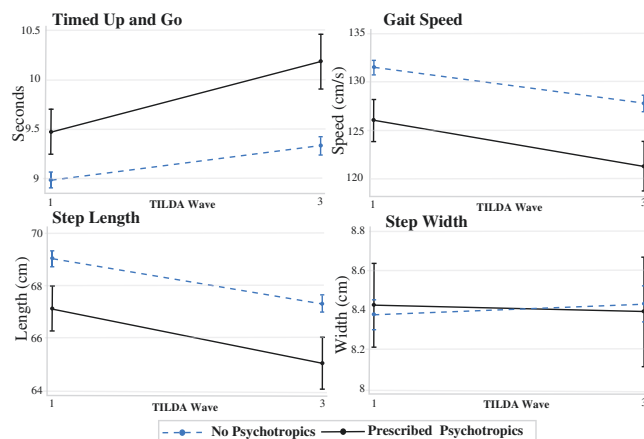 Timed Up and Go
10.5
10
9.5
9
Seconds
1
TILDA Wave
3
Gait Speed
135
130
125
120
Speed (cm/s)
1
TILDA Wave
3
Step Length
70
68
66
64
Length (cm)
1
TILDA Wave
3
Step Width
8.8
8.6
8.4
8.2
8
Width (cm)
1
TILDA Wave
3
No Psychotropics
Prescribed Psychotropics